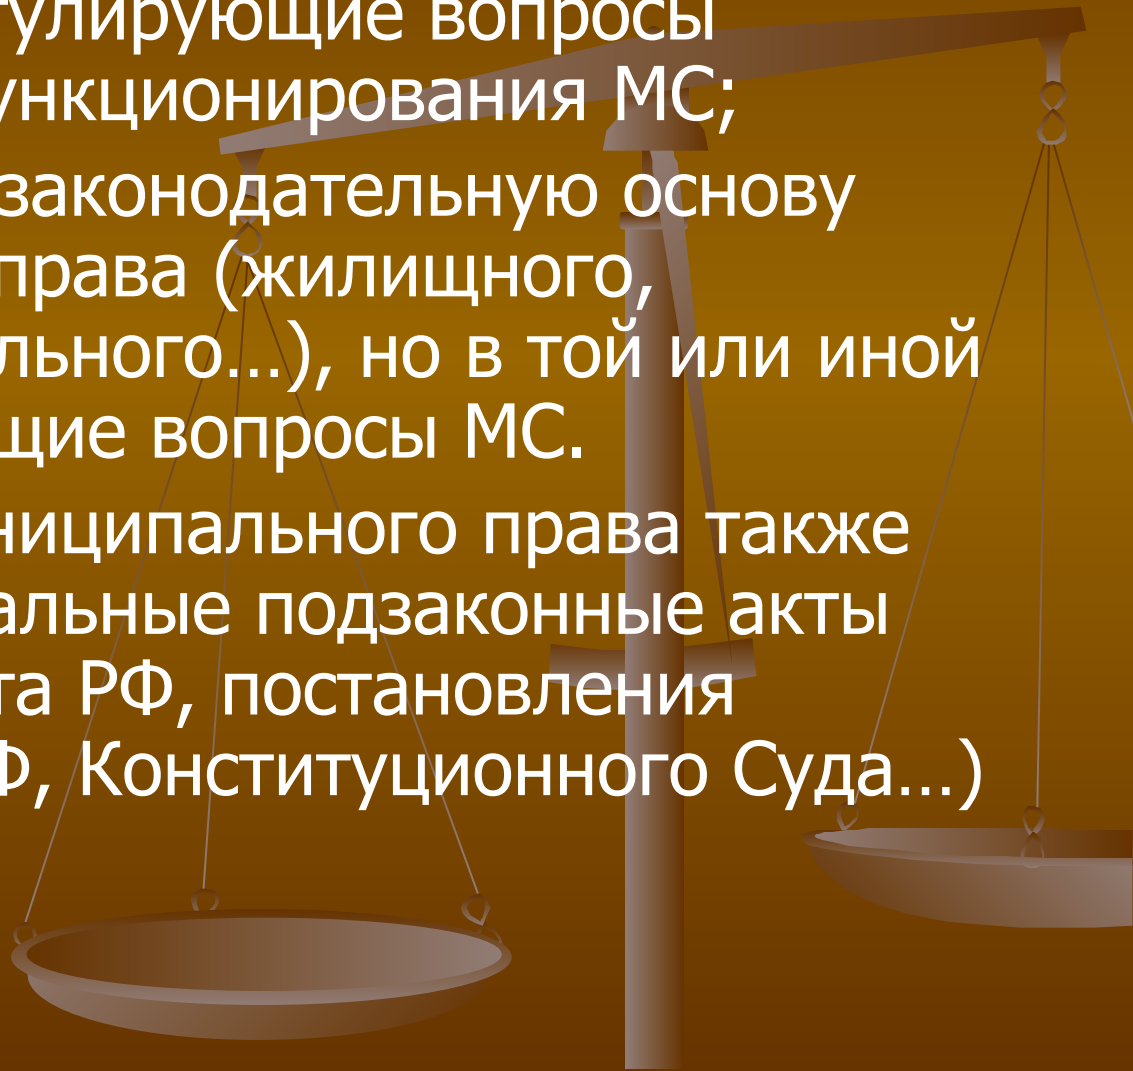 гулирующие вопросы
ункционирования МС;
законодательную основу
права (жилищного,
льного...), но в той или иной
щие вопросы МС.
ниципального права также
альные подзаконные акты
та РФ, постановления
Ф, Конституционного Суда...)